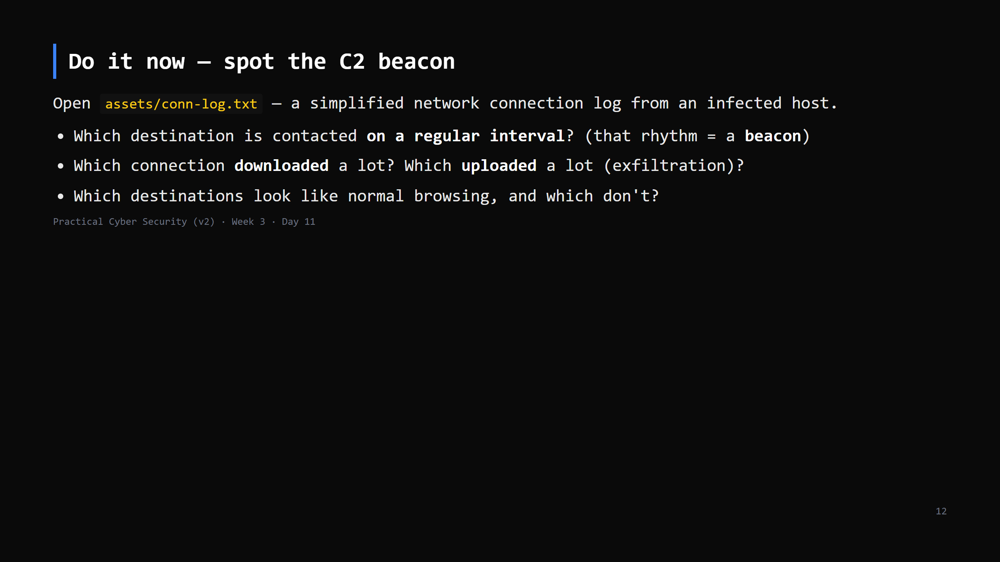 Do it now — spot the C2 beacon
Open assets/conn-log.txt — a simplified network connection log from an infected host.
• Which destination is contacted on a regular interval? (that rhythm = a beacon)
• Which connection downloaded a lot? Which uploaded a lot (exfiltration)?
• Which destinations look like normal browsing, and which don't?
Practical Cyber Security (v2) · Week 3 · Day 11
12